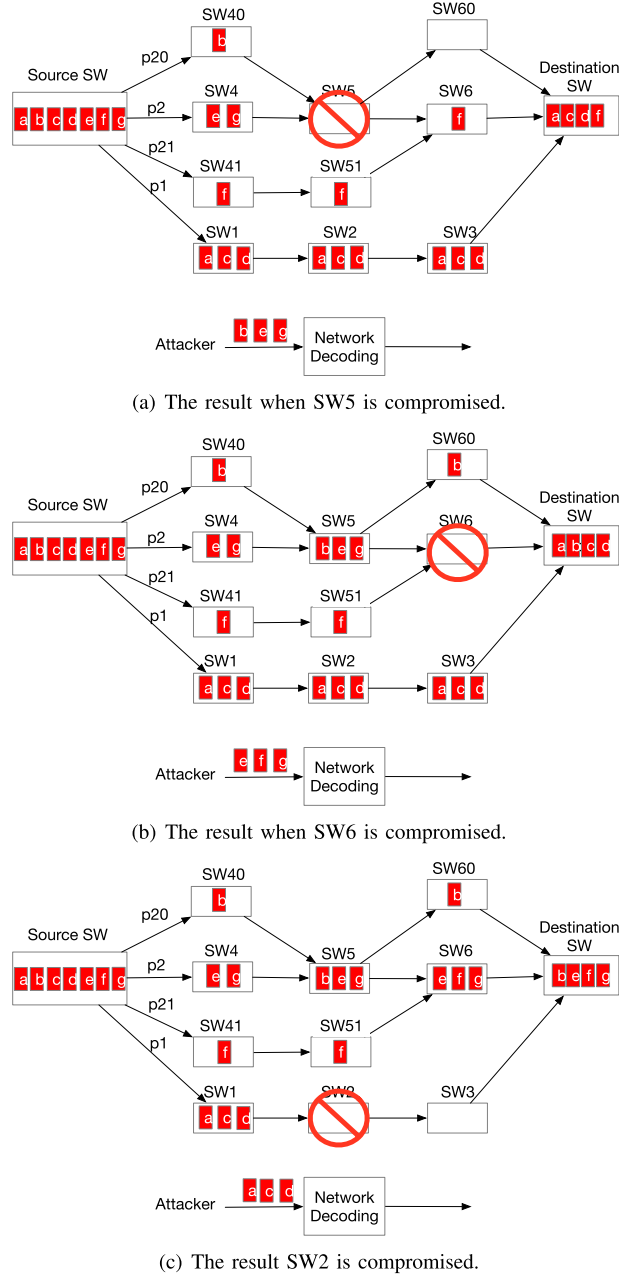 SW40
SW60
b
p20
Source SW
SW4
SW5
SW6
Destination
SW
a b c d e f g
p2
e g
f
a c d f
p21
SW41
SW51
f
f
p1
SW1
SW2
SW3
a c d
a c d
a c d
b e g
Attacker
Network
Decoding
(a) The result when SW5 is compromised.
SW40
SW60
b
b
p20
Source SW
SW4
SW5
SW6
Destination
SW
a b c d e f g
p2
e g
b e g
a b c d
p21
SW41
SW51
f
f
p1
SW1
SW2
SW3
a c d
a c d
a c d
e f g
Attacker
Network
Decoding
(b) The result when SW6 is compromised.
SW40
SW60
b
b
p20
Source SW
SW4
SW5
SW6
Destination
SW
a b c d e f g
p2
e g
b e g
e f g
b e f g
p21
SW41
SW51
f
f
p1
SW1
SW2
SW3
a c d
a c d
Attacker
Network
Decoding
(c) The result SW2 is compromised.